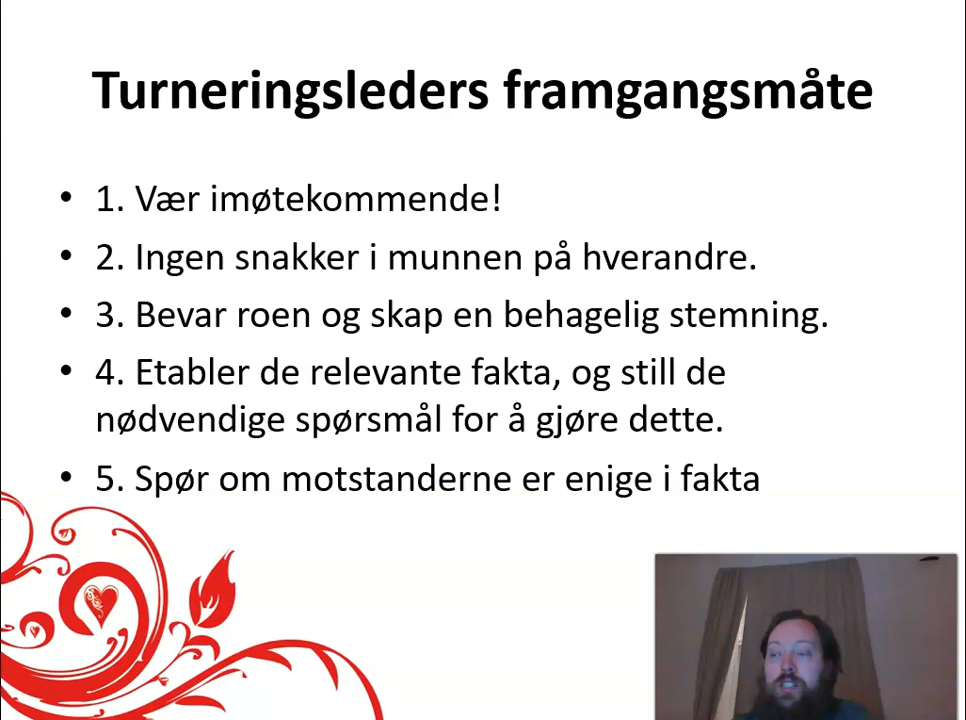 Turneringsleders framgangsmåte
• 1. Vær imøtekommende!
• 2. Ingen snakker i munnen på hverandre.
• 3. Bevar roen og skap en behagelig stemning.
• 4. Etabler de relevante fakta, og still de
nødvendige spørsmål for å gjøre dette.
• 5. Spør om motstanderne er enige i fakta